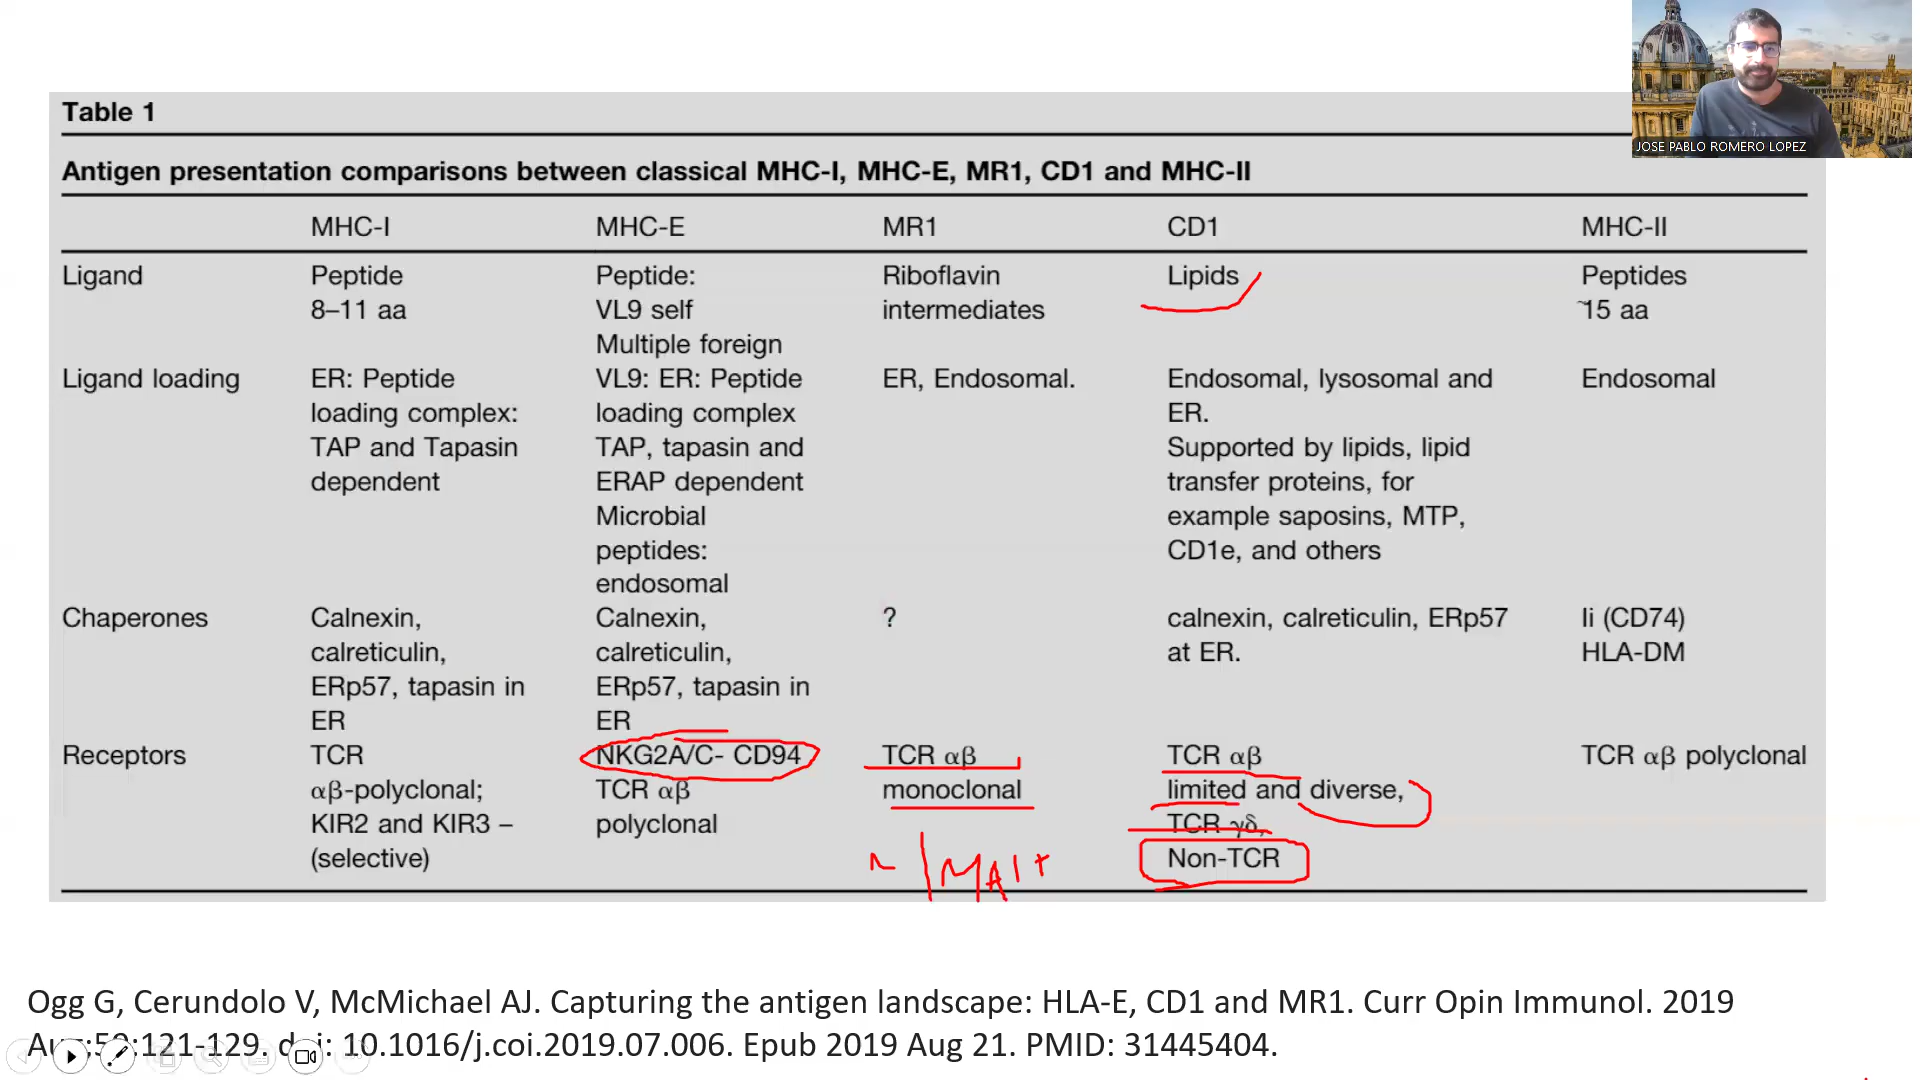 JOSE PABLO ROMERO LOPEZ
Table 1
Antigen presentation comparisons between classical MHC-I, MHC-E, MR1, CD1 and MHC-II
MHC-I MHC-E MR1 CD1 MHC-II
Ligand Peptide Peptide: Riboflavin Lipids Peptides
8–11 aa VL9 self intermediates ~15 aa
Multiple foreign
Ligand loading ER: Peptide VL9: ER: Peptide ER, Endosomal. Endosomal, lysosomal and Endosomal
loading complex: loading complex ER.
TAP and Tapasin TAP, tapasin and Supported by lipids, lipid
dependent ERAP dependent transfer proteins, for
Microbial example saposins, MTP,
peptides: CD1e, and others
endosomal
Chaperones Calnexin, Calnexin, ? calnexin, calreticulin, ERp57 Ii (CD74)
calreticulin, calreticulin, at ER. HLA-DM
ERp57, tapasin in ERp57, tapasin in
ER ER
Receptors TCR NKG2A/C- CD94 TCR αβ TCR αβ TCR αβ polyclonal
αβ-polyclonal; TCR αβ monoclonal limited and diverse,
KIR2 and KIR3 – polyclonal TCR γδ,
(selective) MAIT Non-TCR
Ogg G, Cerundolo V, McMichael AJ. Capturing the antigen landscape: HLA-E, CD1 and MR1. Curr Opin Immunol. 2019
Aug;59:121-129. doi: 10.1016/j.coi.2019.07.006. Epub 2019 Aug 21. PMID: 31445404.